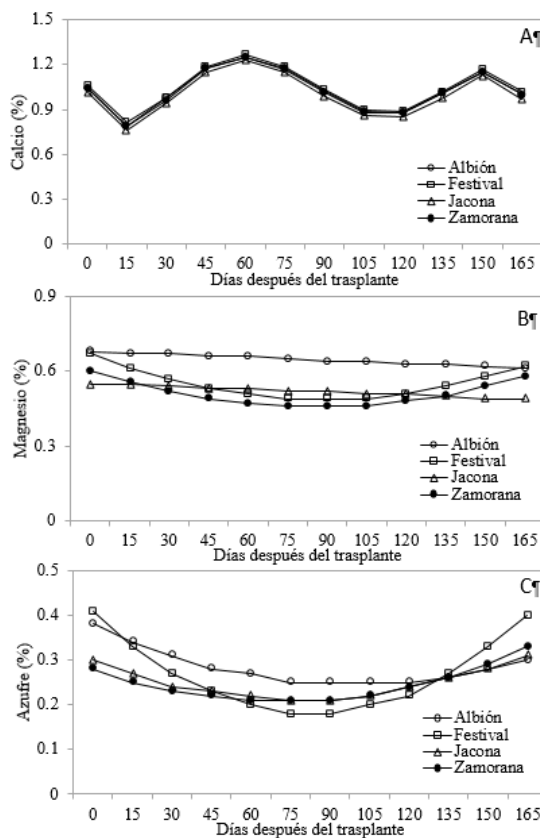 A¶
1.5
1.2
0.9
0.6
0.3
0
Calcio (%)
Albión
Festival
Jacona
Zamorana
0 15 30 45 60 75 90 105 120 135 150 165
Días después del trasplante
B¶
0.9
0.6
0.3
0
Magnesio (%)
Albión
Festival
Jacona
Zamorana
0 15 30 45 60 75 90 105 120 135 150 165
Días después del trasplante
C¶
0.5
0.4
0.3
0.2
0.1
0
Azufre (%)
Albión
Festival
Jacona
Zamorana
0 15 30 45 60 75 90 105 120 135 150 165
Días después del trasplante